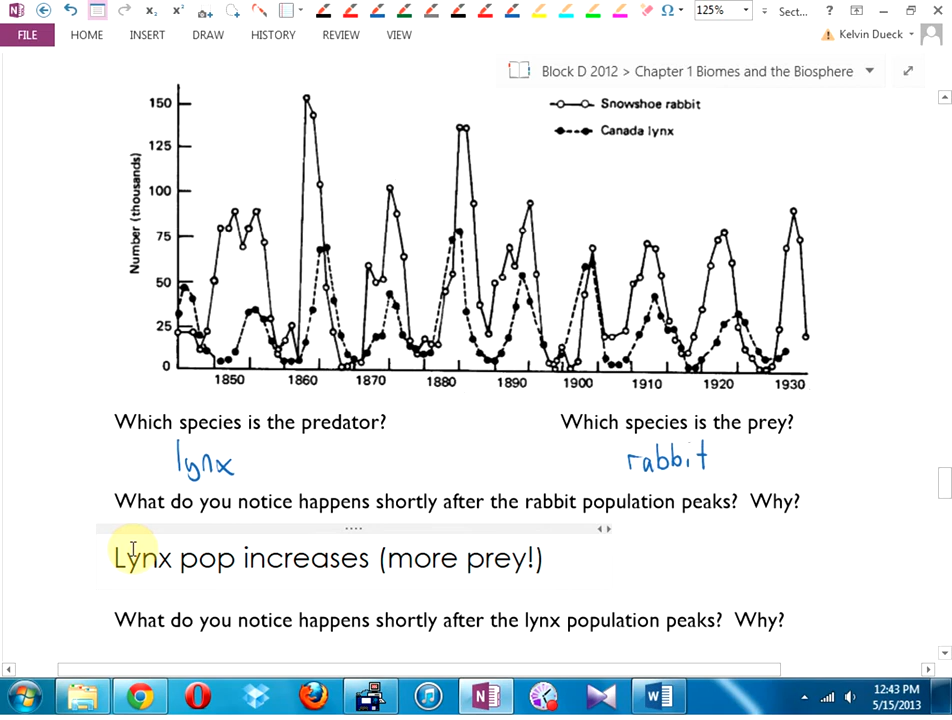 125%
Sect...
?
FILE
HOME
INSERT
DRAW
HISTORY
REVIEW
VIEW
Kelvin Dueck
Block D 2012 > Chapter 1 Biomes and the Biosphere
150
125
100
75
50
25
0
Number (thousands)
Snowshoe rabbit
Canada lynx
1850
1860
1870
1880
1890
1900
1910
1920
1930
Which species is the predator?
Which species is the prey?
lynx
rabbit
What do you notice happens shortly after the rabbit population peaks? Why?
Lynx pop increases (more prey!)
What do you notice happens shortly after the lynx population peaks? Why?
12:43 PM
5/15/2013